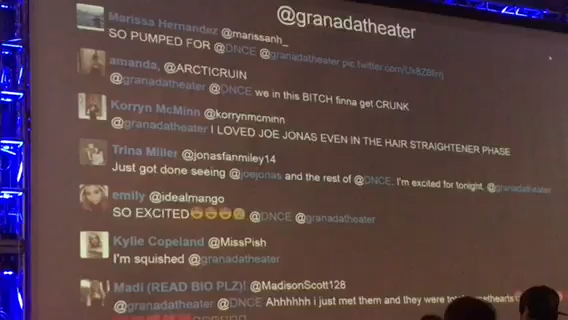 @granadatheater
Marissa Hernandez @marissanh_
SO PUMPED FOR @DNCE @granadatheater
amanda, @ARCTICRUIN
@granadatheater @DNCE we in this BITCH finna get CRUNK
Korryn McMinn @korrynmcminn
@granadatheater I LOVED JOE JONAS EVEN IN THE HAIR STRAIGHTENER PHASE
Trina Miller @jonasfanmiley14
Just got done seeing @joejonas and the rest of @DNCE. I'm excited for tonight, @granadatheater
emily @idealmango
SO EXCITED @DNCE @granadatheater
Kylie Copeland @MissPish
I'm squished @granadatheater
Madi (READ BIO PLZ)! @MadisonScott128
@granadatheater @DNCE Ahhhhhh i just met them and they were